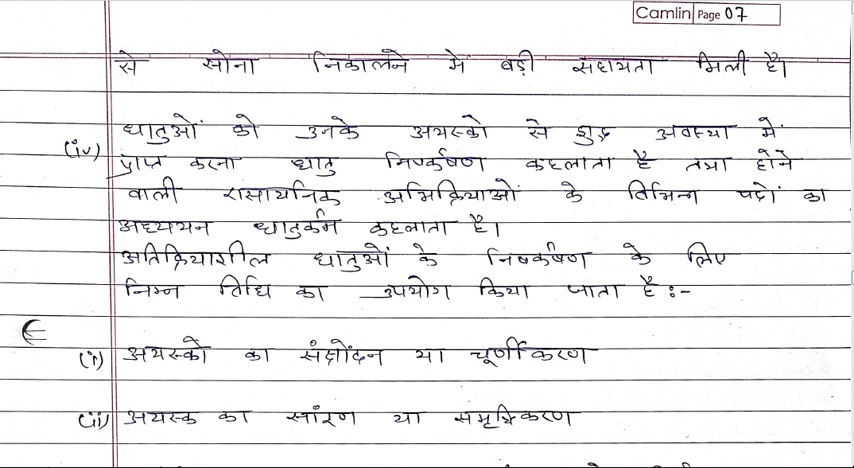 Camlin Page 07
से सोना निकालने में बड़ी सहायता मिली है।
(iv) धातुओं को उनके अयस्को से शुद्ध अवस्था में
प्राप्त करना धातु निष्कर्षण कहलाता है तथा होने
वाली रासायनिक अभिक्रियाओं के विभिन्न पदों का
अध्ययन धातुकर्म कहलाता है।
अतिक्रियाशील धातुओं के निष्कर्षण के लिए
निम्न विधि का उपयोग किया जाता है :-
(i) अयस्को का संक्षोदन या चूर्णीकरण
(ii) अयस्क का सांद्रण या समृद्धिकरण